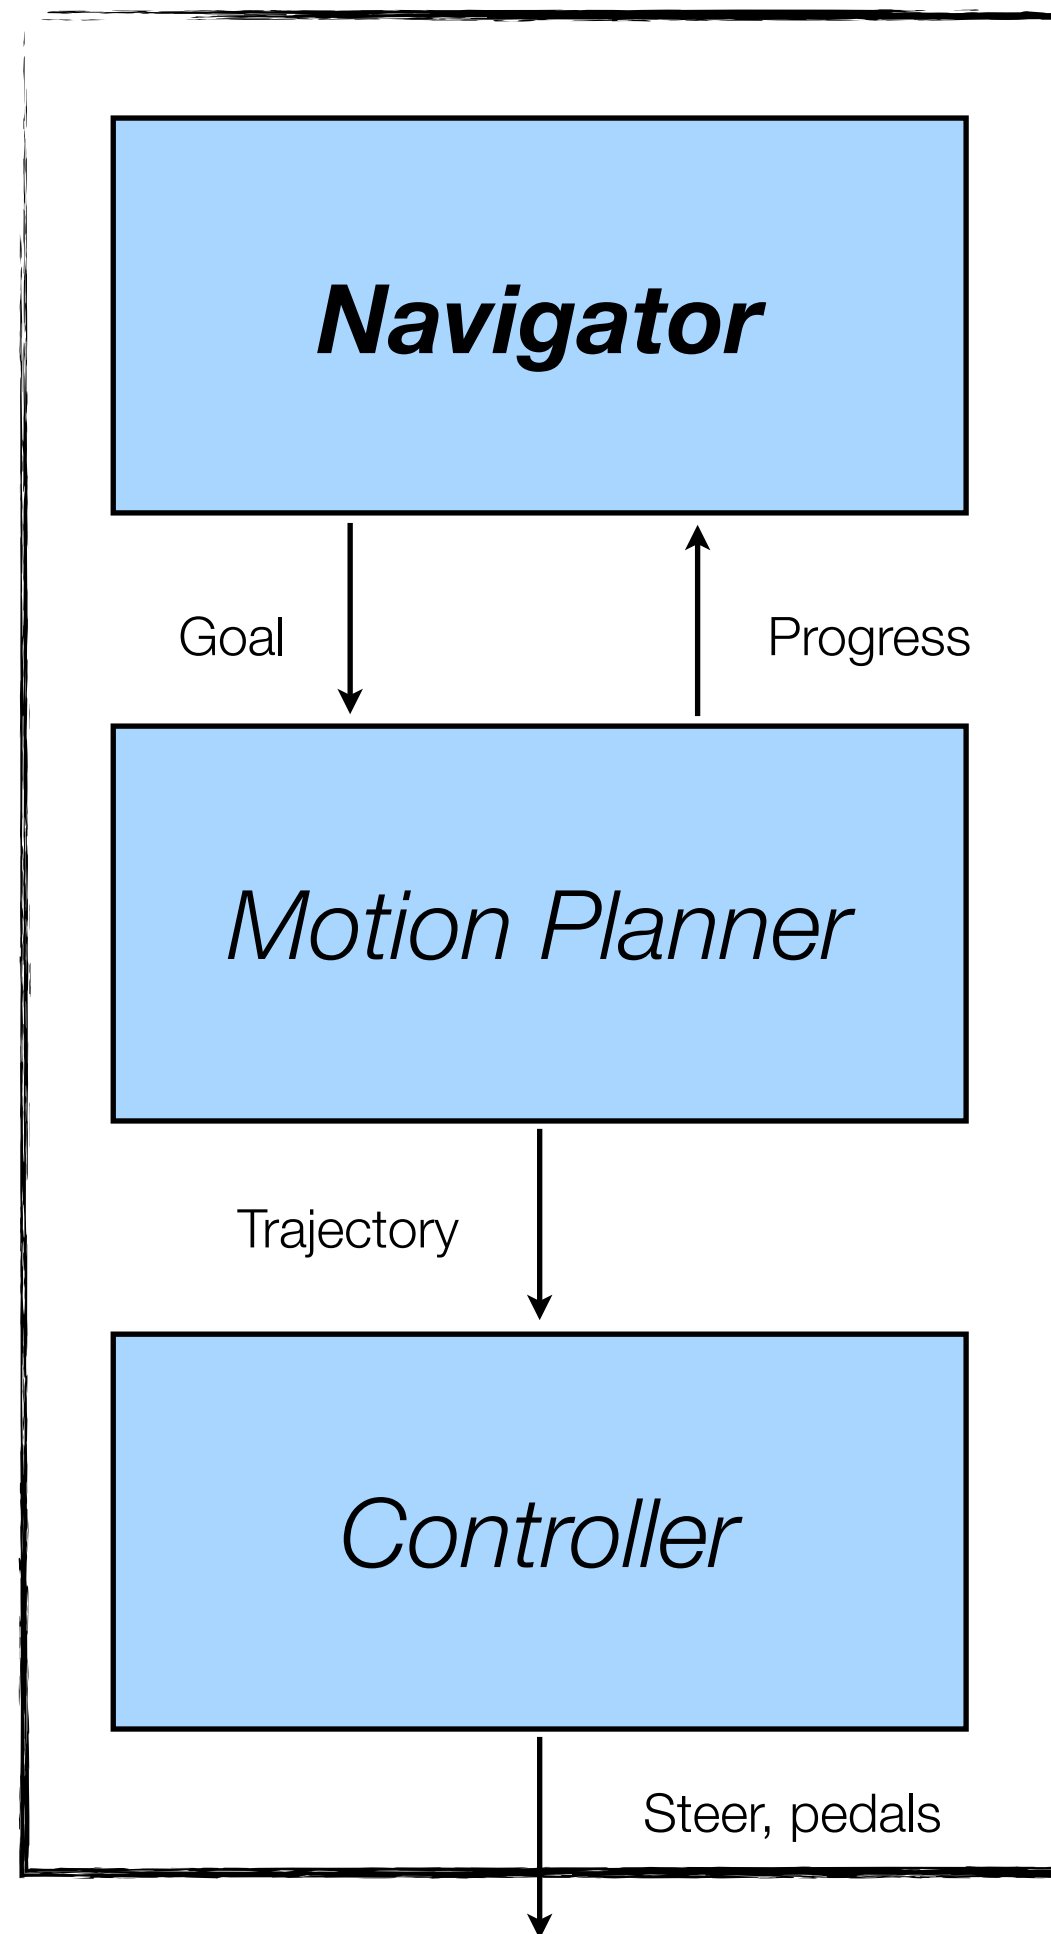 Navigator
Goal
Progress
Motion Planner
Trajectory
Controller
Steer, pedals